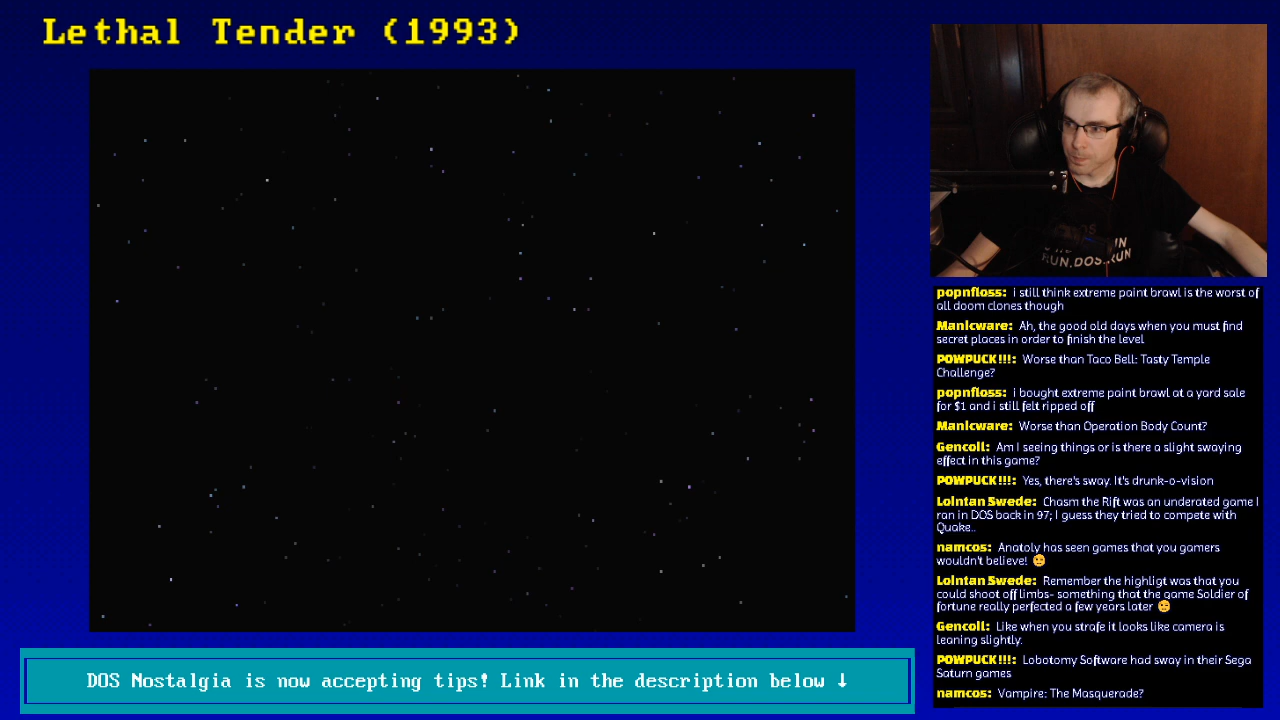 Lethal Tender (1993)
RUN.DOS.RUN
popnfloss: i still think extreme paint brawl is the worst of
all doom clones though
Manicware: Ah, the good old days when you must find
secret places in order to finish the level
POWPUCK!!!: Worse than Taco Bell: Tasty Temple
Challenge?
popnfloss: i bought extreme paint brawl at a yard sale
for $1 and i still felt ripped off
Manicware: Worse than Operation Body Count?
Gencoil: Am I seeing things or is there a slight swaying
effect in this game?
POWPUCK!!!: Yes, there's sway. It's drunk-o-vision
Lointan Swede: Chasm the Rift was an underated game I
ran in DOS back in 97; I guess they tried to compete with
Quake..
namcos: Anatoly has seen games that you gamers
wouldn't believe!
Lointan Swede: Remember the highligt was that you
could shoot off limbs- something that the game Soldier of
fortune really perfected a few years later
Gencoil: Like when you strafe it looks like camera is
leaning slightly.
POWPUCK!!!: Lobotomy Software had sway in their Sega
Saturn games
namcos: Vampire: The Masquerade?
DOS Nostalgia is now accepting tips! Link in the description below ↓